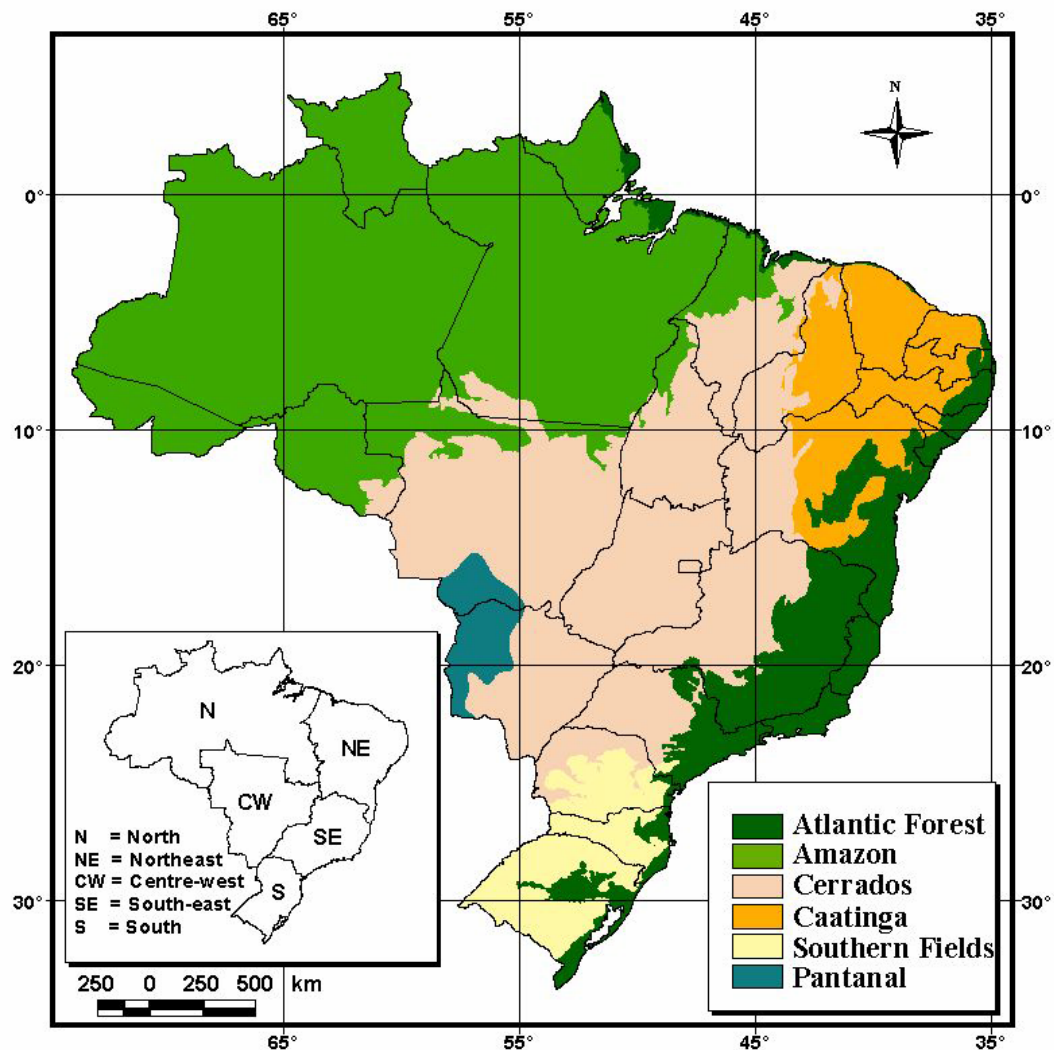 65° 55° 45° 35°
N
0° 0°
10° 10°
20° 20°
30° 30°
N
NE
CW
SE
S
N = North
NE = Northeast
CW = Centre-west
SE = South-east
S = South
Atlantic Forest
Amazon
Cerrados
Caatinga
Southern Fields
Pantanal
250 0 250 500 km
65° 55° 45° 35°